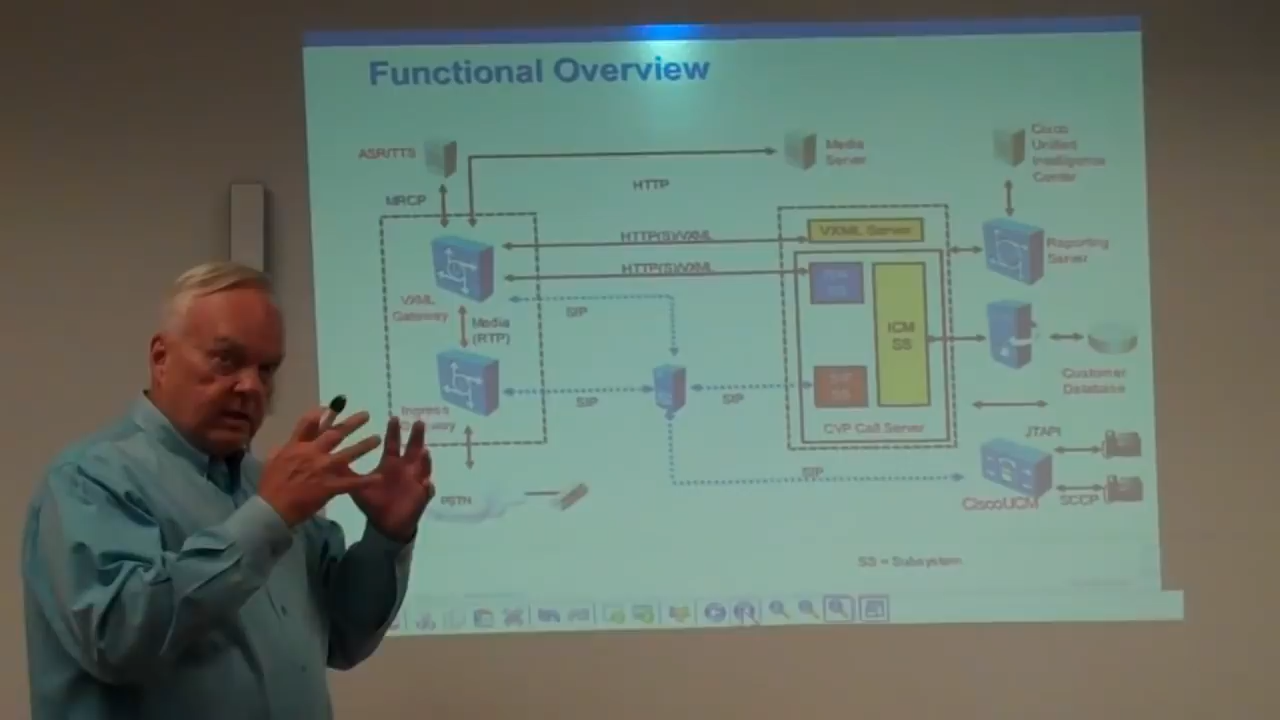 Functional Overview
ASR/TTS
Media
Server
Cisco
Unified
Intelligence
Center
MRCP
HTTP
HTTP(S)/VXML
VXML Server
Reporting
Server
HTTP(S)/VXML
VXML
Gateway
SIP
Media
(RTP)
ICM
SS
SS
Customer
Database
SIP
SIP
Ingress
CVP Call Server
JTAPI
SIP
PSTN
CiscoUCM
SCCP
SS = Subsystem